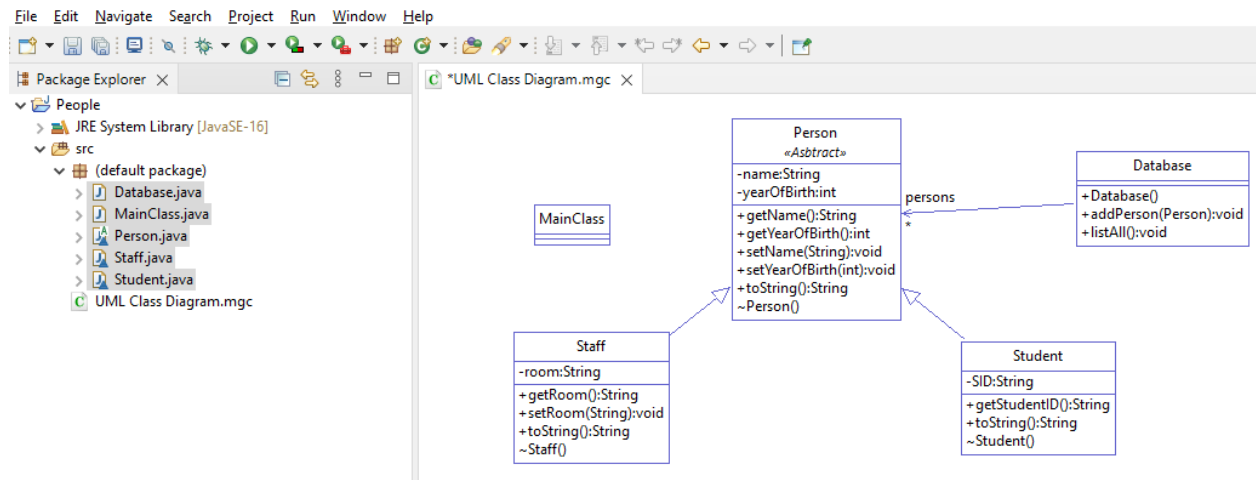 File Edit Navigate Search Project Run Window Help
Package Explorer
*UML Class Diagram.mgc
People
JRE System Library [JavaSE-16]
src
(default package)
Database.java
MainClass.java
Person.java
Staff.java
Student.java
UML Class Diagram.mgc
MainClass
Person
«Asbtract»
-name:String
-yearOfBirth:int
+getName():String
+getYearOfBirth():int
+setName(String):void
+setYearOfBirth(int):void
+toString():String
~Person()
persons
*
Database
+Database()
+addPerson(Person):void
+listAll():void
Staff
-room:String
+getRoom():String
+setRoom(String):void
+toString():String
~Staff()
Student
-SID:String
+getStudentID():String
+toString():String
~Student()